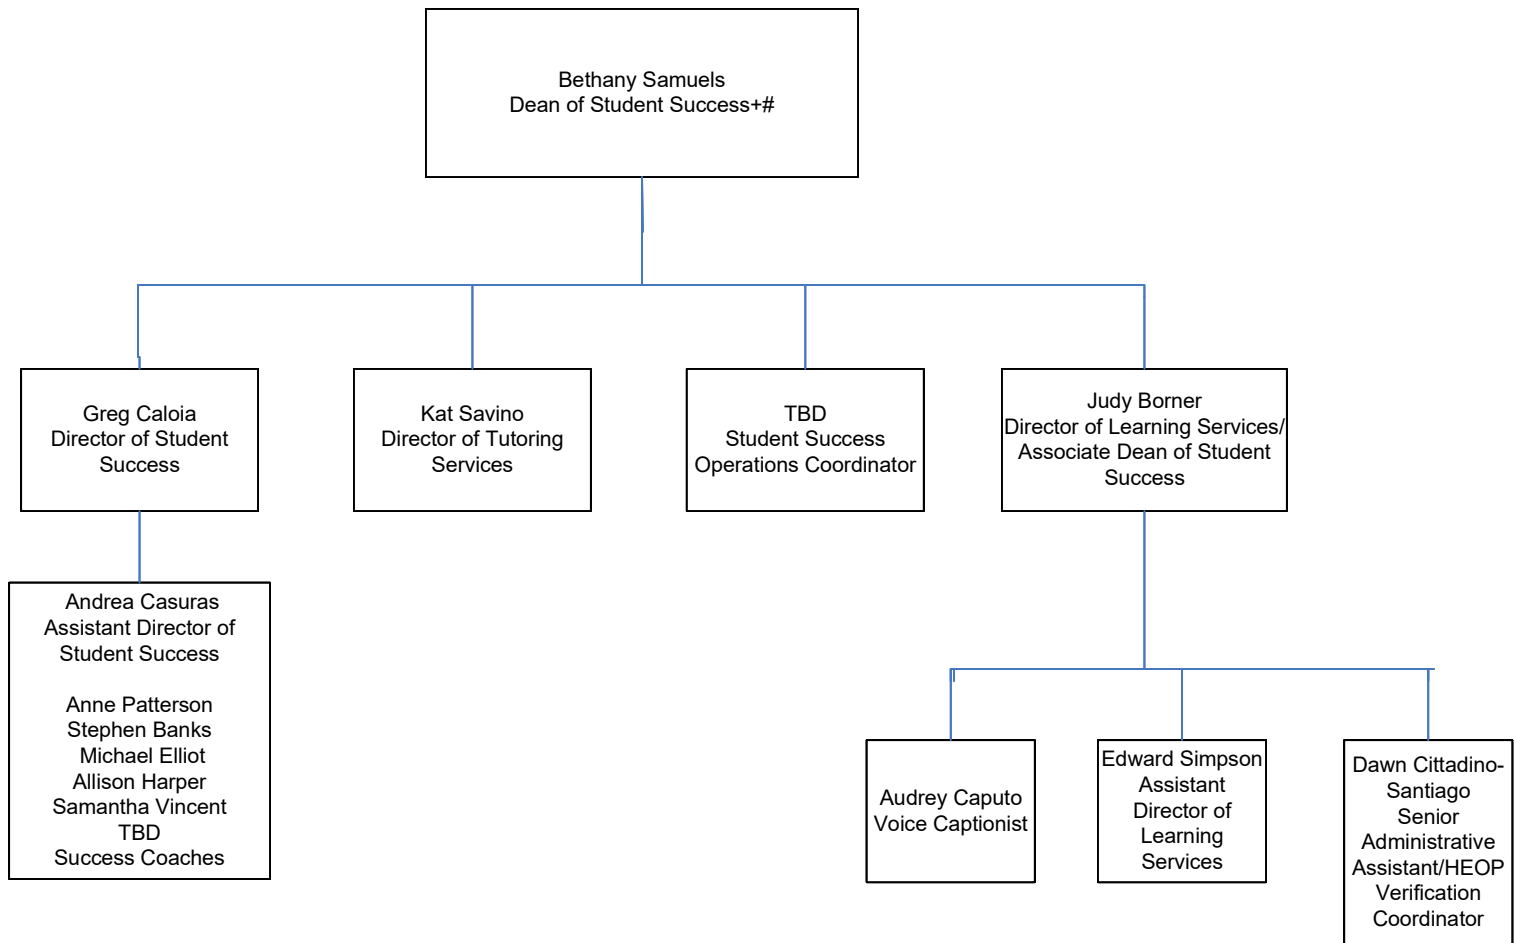 Bethany Samuels
Dean of Student Success+#
Greg Caloia
Director of Student
Success
Kat Savino
Director of Tutoring
Services
TBD
Student Success
Operations Coordinator
Judy Borner
Director of Learning Services/
Associate Dean of Student
Success
Andrea Casuras
Assistant Director of
Student Success
Anne Patterson
Stephen Banks
Michael Elliot
Allison Harper
Samantha Vincent
TBD
Success Coaches
Audrey Caputo
Voice Captionist
Edward Simpson
Assistant
Director of
Learning
Services
Dawn Cittadino-
Santiago
Senior
Administrative
Assistant/HEOP
Verification
Coordinator